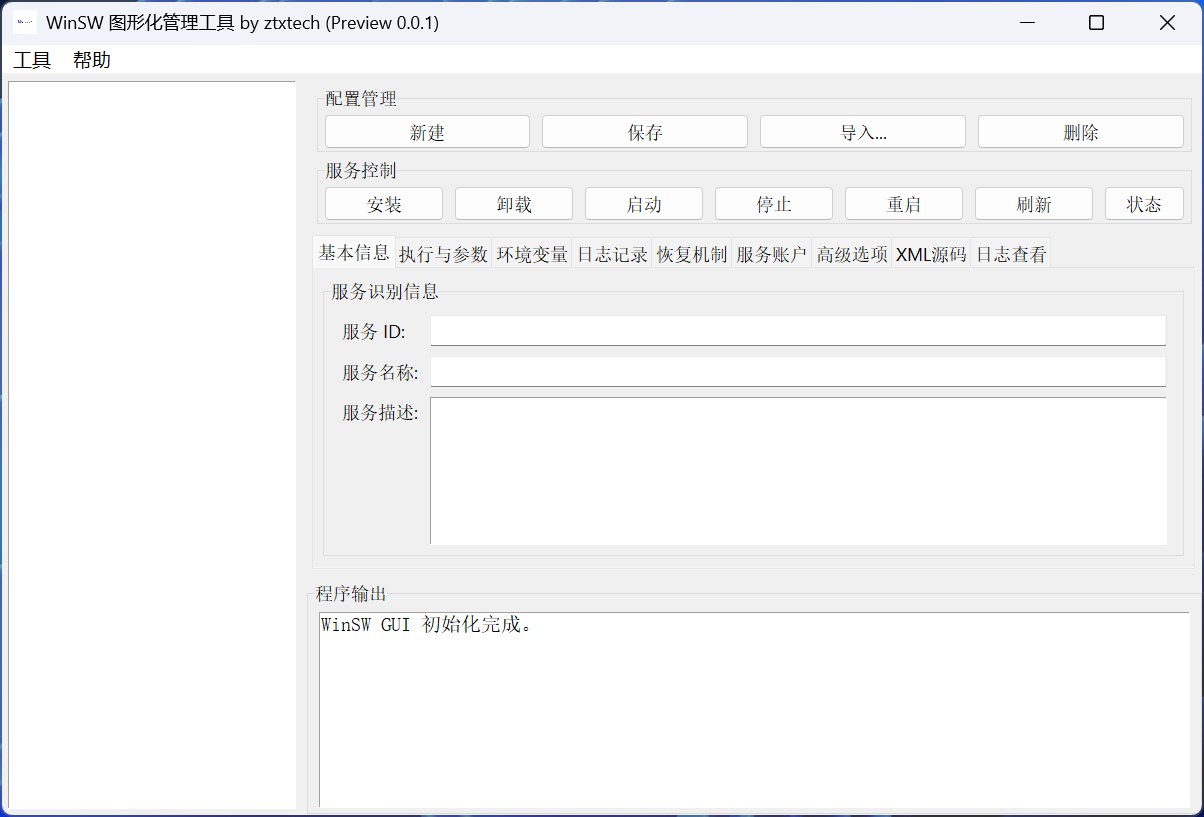 WinSW 图形化管理工具 by ztxtech (Preview 0.0.1)
工具 帮助
配置管理
新建 保存 导入... 删除
服务控制
安装 卸载 启动 停止 重启 刷新 状态
基本信息 执行与参数 环境变量 日志记录 恢复机制 服务账户 高级选项 XML源码 日志查看
服务识别信息
服务 ID:
服务名称:
服务描述:
程序输出
WinSW GUI 初始化完成。